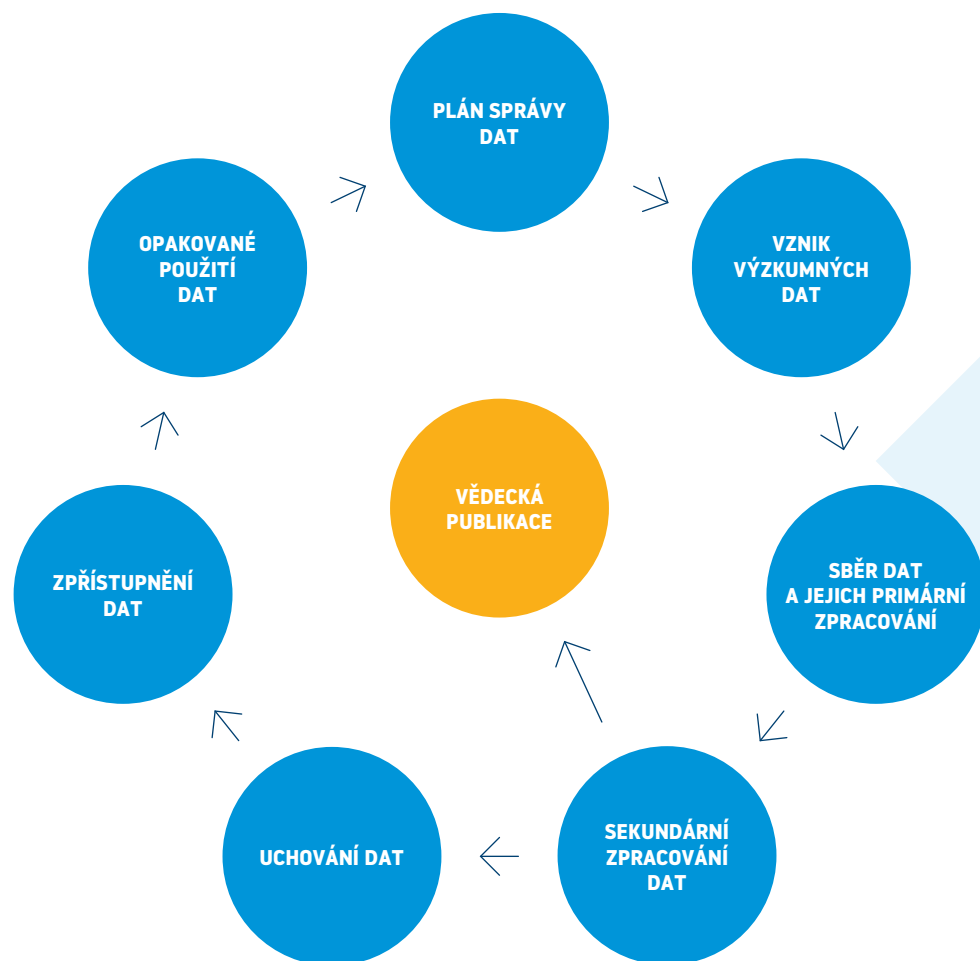 PLÁN SPRÁVY
DAT
VZNIK
VÝZKUMNÝCH
DAT
SBĚR DAT
A JEJICH PRIMÁRNÍ
ZPRACOVÁNÍ
SEKUNDÁRNÍ
ZPRACOVÁNÍ
DAT
UCHOVÁNÍ DAT
ZPŘÍSTUPNĚNÍ
DAT
OPAKOVANÉ
POUŽITÍ
DAT
VĚDECKÁ
PUBLIKACE